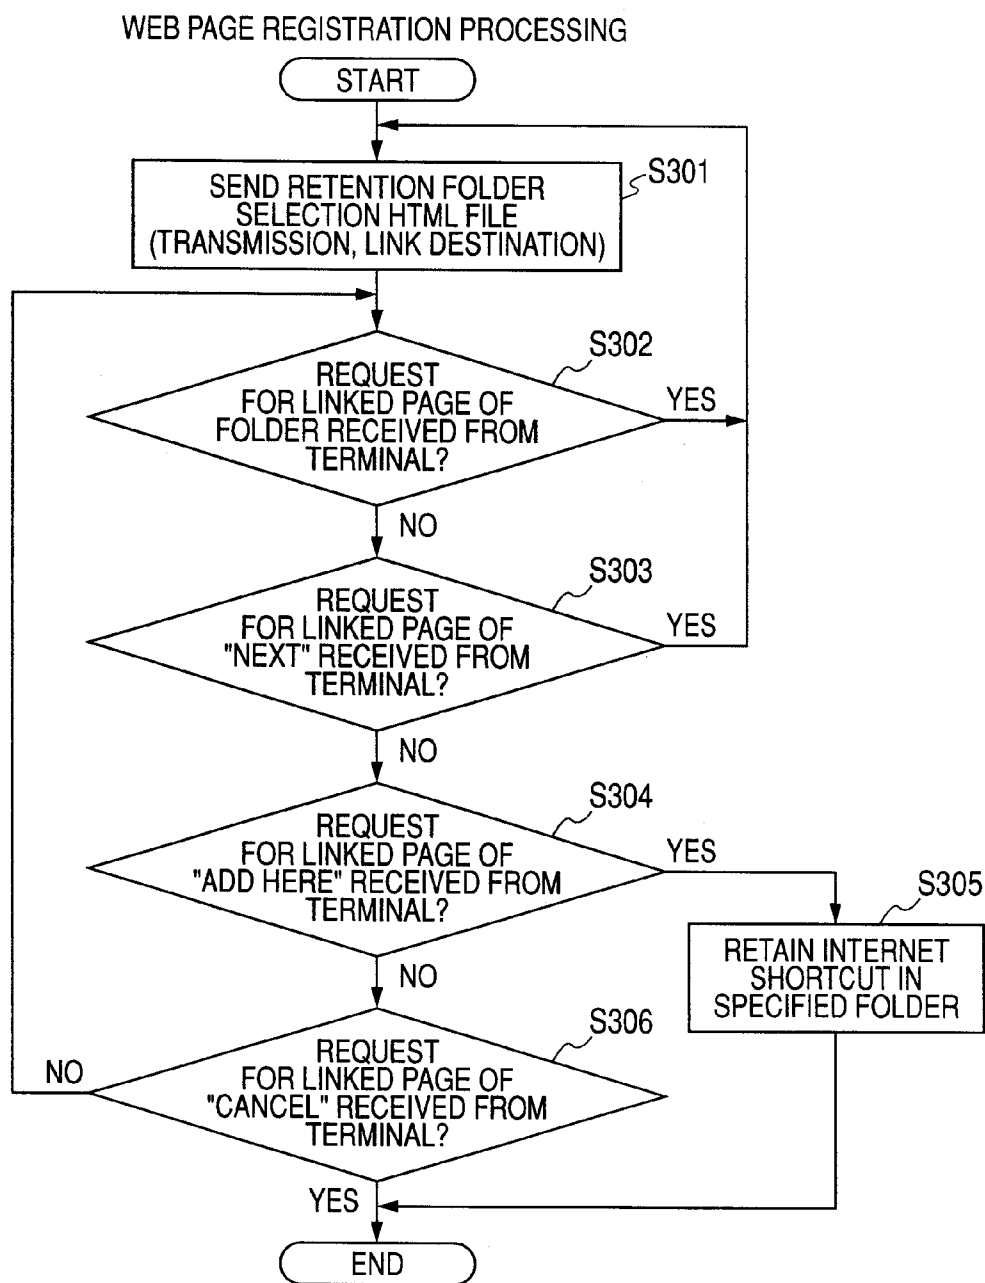 WEB PAGE REGISTRATION PROCESSING
START
S301
SEND RETENTION FOLDER
SELECTION HTML FILE
(TRANSMISSION, LINK DESTINATION)
S302
REQUEST
FOR LINKED PAGE OF
FOLDER RECEIVED FROM
TERMINAL?
YES
NO
S303
REQUEST
FOR LINKED PAGE OF
"NEXT" RECEIVED FROM
TERMINAL?
YES
NO
S304
REQUEST
FOR LINKED PAGE OF
"ADD HERE" RECEIVED FROM
TERMINAL?
YES
NO
S305
RETAIN INTERNET
SHORTCUT IN
SPECIFIED FOLDER
S306
REQUEST
FOR LINKED PAGE OF
"CANCEL" RECEIVED FROM
TERMINAL?
NO
YES
END